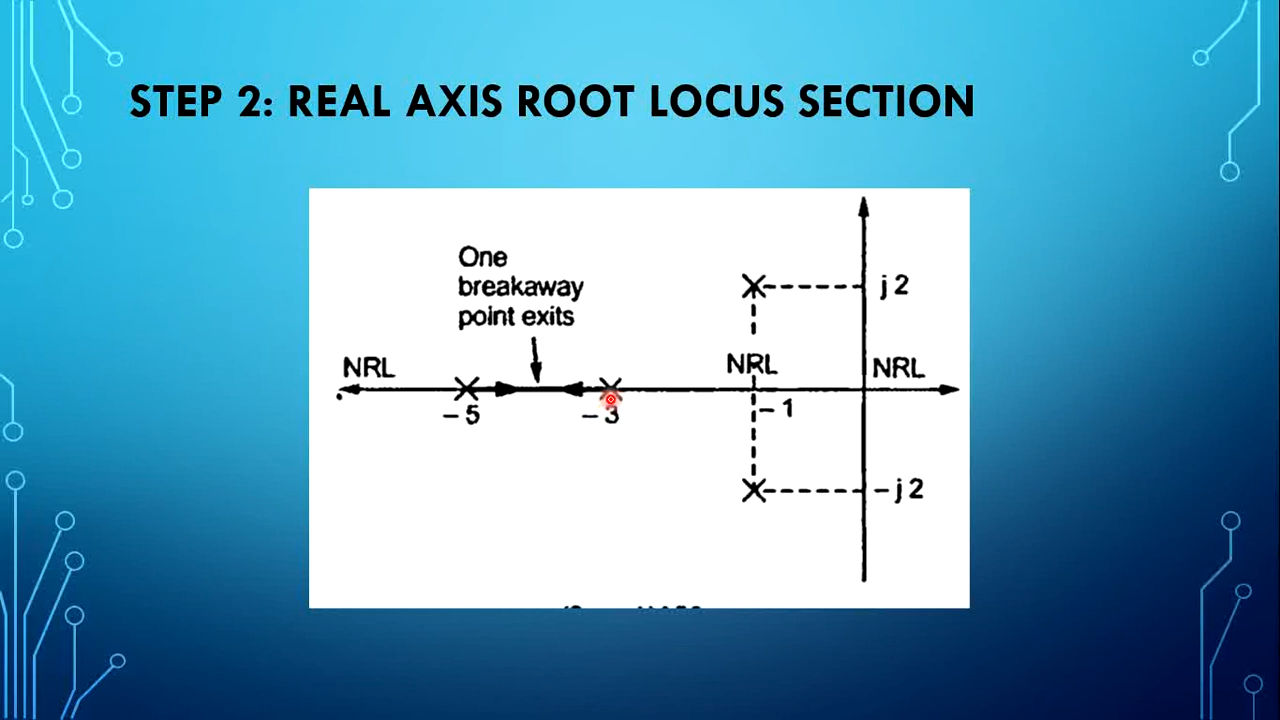 STEP 2: REAL AXIS ROOT LOCUS SECTION
One
breakaway
point exits
j 2
NRL
NRL
NRL
– 5
– 3
– 1
– j 2